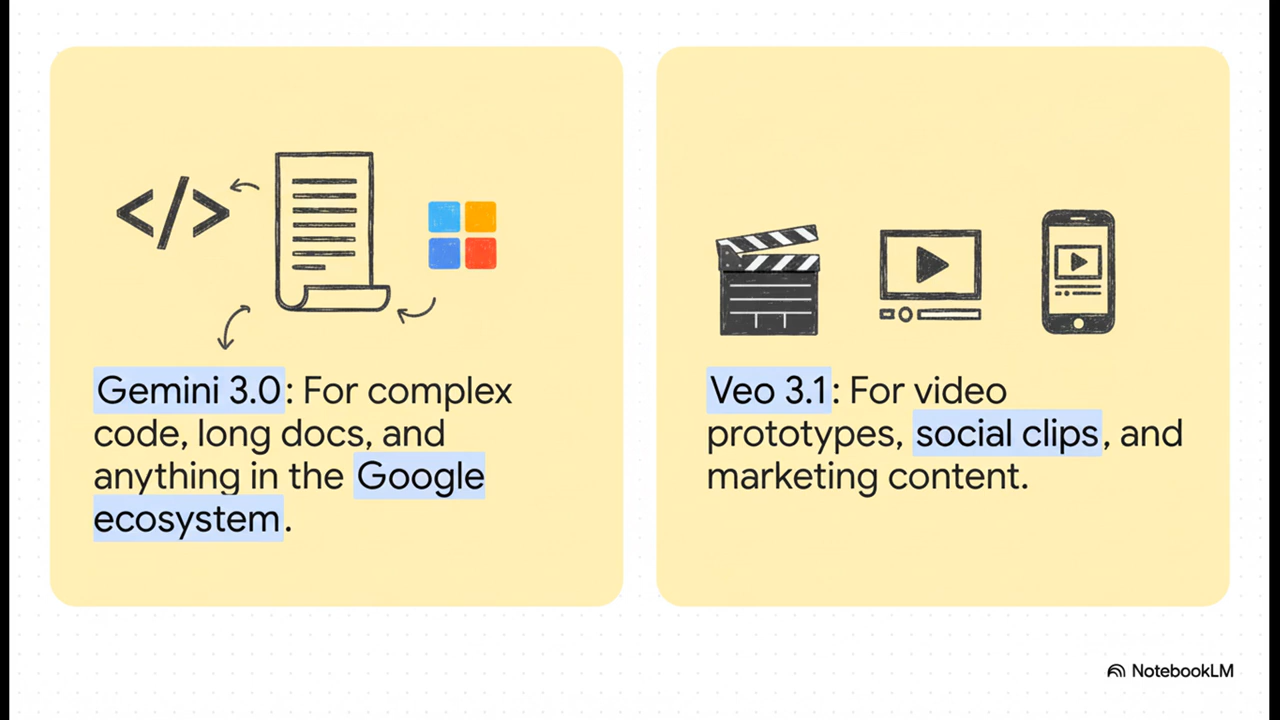 Gemini 3.0: For complex
code, long docs, and
anything in the Google
ecosystem.
Veo 3.1: For video
prototypes, social clips, and
marketing content.
NotebookLM